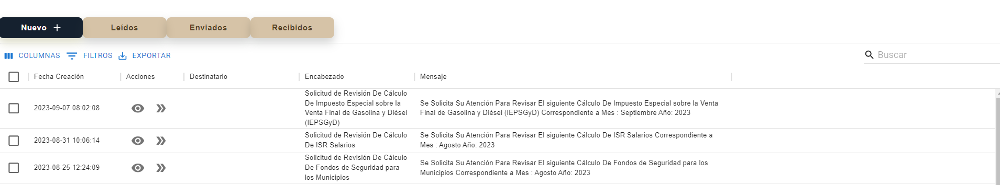 Nuevo +
Leídos
Enviados
Recibidos
COLUMNAS
FILTROS
EXPORTAR
Buscar
Fecha Creación
Acciones
Destinatario
Encabezado
Mensaje
2023-09-07 08:02:08
Solicitud de Revisión De Cálculo
De Impuesto Especial sobre la
Venta Final de Gasolina y Diésel
(IEPSGyD)
Se Solicita Su Atención Para Revisar El siguiente Cálculo De Impuesto Especial sobre la Venta
Final de Gasolina y Diésel (IEPSGyD) Correspondiente a Mes : Septiembre Año: 2023
2023-08-31 10:06:14
Solicitud de Revisión De Cálculo
De ISR Salarios
Se Solicita Su Atención Para Revisar El siguiente Cálculo De ISR Salarios Correspondiente a
Mes : Agosto Año: 2023
2023-08-25 12:24:09
Solicitud de Revisión De Cálculo
De Fondos de Seguridad para
los Municipios
Se Solicita Su Atención Para Revisar El siguiente Cálculo De Fondos de Seguridad para los
Municipios Correspondiente a Mes : Agosto Año: 2023